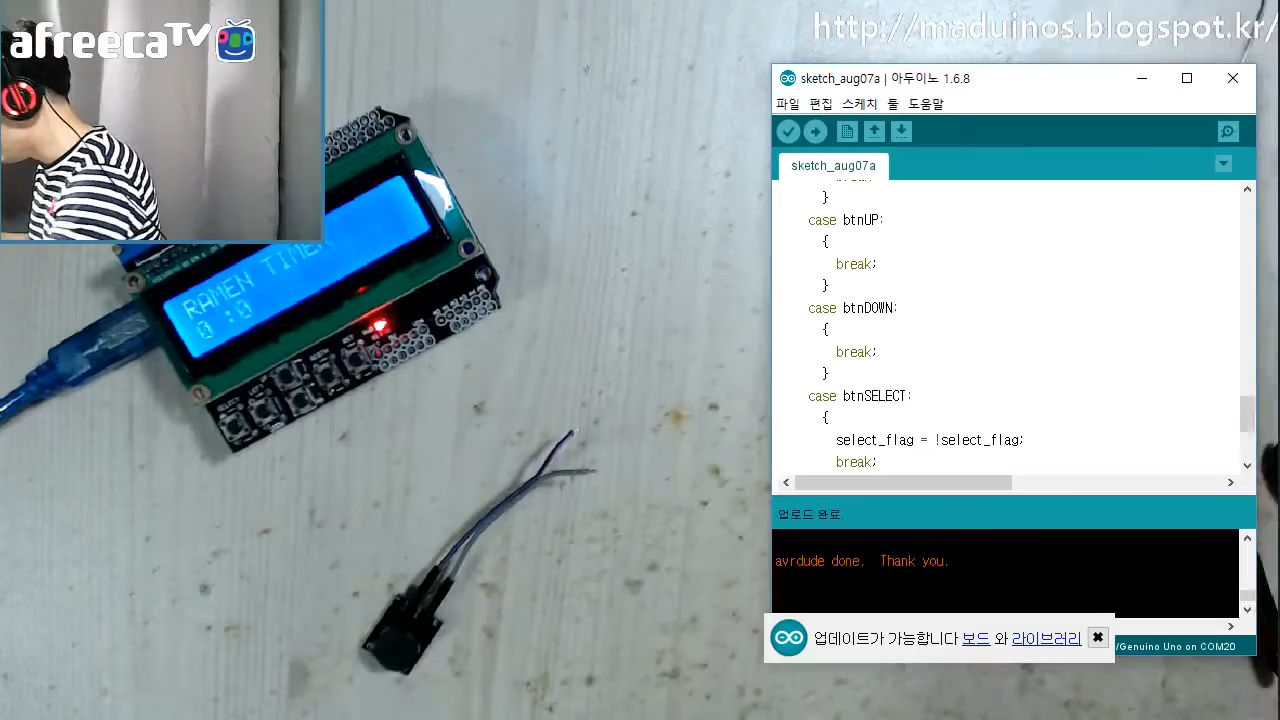 afreecaTV
http://maduinos.blogspot.kr/
RAMEN TIMER
0 :0
SELECT
sketch_aug07a | 아두이노 1.6.8
파일 편집 스케치 툴 도움말
sketch_aug07a
}
case btnUP:
{
break;
}
case btnDOWN:
{
break;
}
case btnSELECT:
{
select_flag = !select_flag;
break;
업로드 완료.
avrdude done.  Thank you.
업데이트가 가능합니다 보드 와 라이브러리
/Genuino Uno on COM20